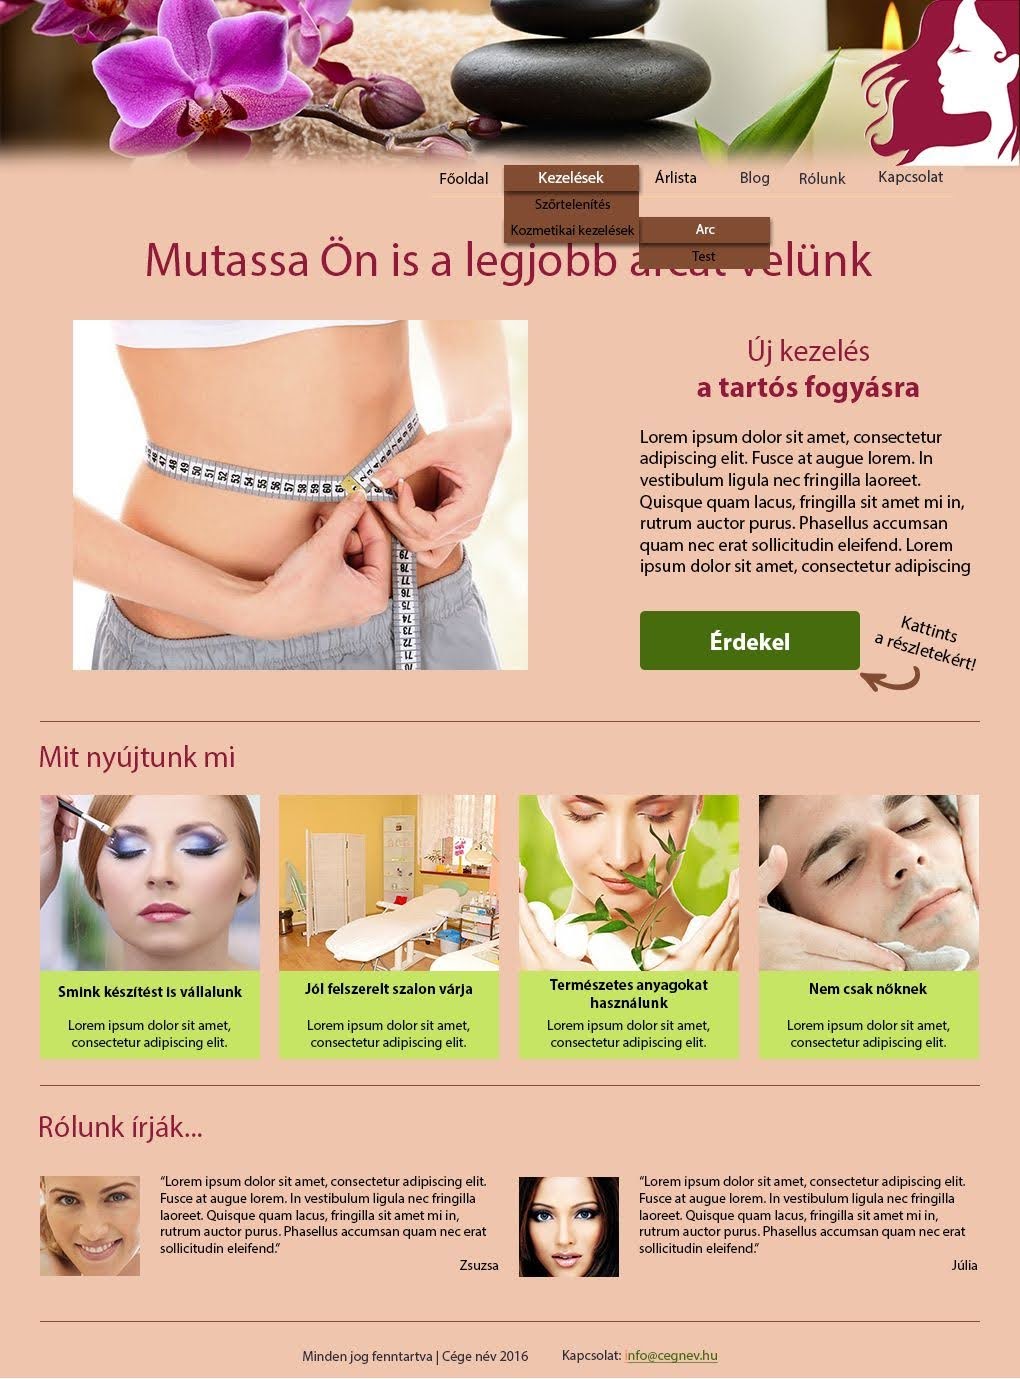 Főoldal Kezelések Árlista Blog Rólunk Kapcsolat
Szőrtelenítés
Kozmetikai kezelések Arc
Test
Mutassa Ön is a legjobb arcát velünk
Új kezelés
a tartós fogyásra
Lorem ipsum dolor sit amet, consectetur
adipiscing elit. Fusce at augue lorem. In
vestibulum ligula nec fringilla laoreet.
Quisque quam lacus, fringilla sit amet mi in,
rutrum auctor purus. Phasellus accumsan
quam nec erat sollicitudin eleifend. Lorem
ipsum dolor sit amet, consectetur adipiscing
Érdekel
Kattints
a részletekért!
Mit nyújtunk mi
Smink készítést is vállalunk
Lorem ipsum dolor sit amet,
consectetur adipiscing elit.
Jól felszerelt szalon várja
Lorem ipsum dolor sit amet,
consectetur adipiscing elit.
Természetes anyagokat
használunk
Lorem ipsum dolor sit amet,
consectetur adipiscing elit.
Nem csak nőknek
Lorem ipsum dolor sit amet,
consectetur adipiscing elit.
Rólunk írják...
“Lorem ipsum dolor sit amet, consectetur adipiscing elit.
Fusce at augue lorem. In vestibulum ligula nec fringilla
laoreet. Quisque quam lacus, fringilla sit amet mi in,
rutrum auctor purus. Phasellus accumsan quam nec erat
sollicitudin eleifend.”
Zsuzsa
“Lorem ipsum dolor sit amet, consectetur adipiscing elit.
Fusce at augue lorem. In vestibulum ligula nec fringilla
laoreet. Quisque quam lacus, fringilla sit amet mi in,
rutrum auctor purus. Phasellus accumsan quam nec erat
sollicitudin eleifend.”
Júlia
Minden jog fenntartva | Cége név 2016 Kapcsolat: info@cegnev.hu